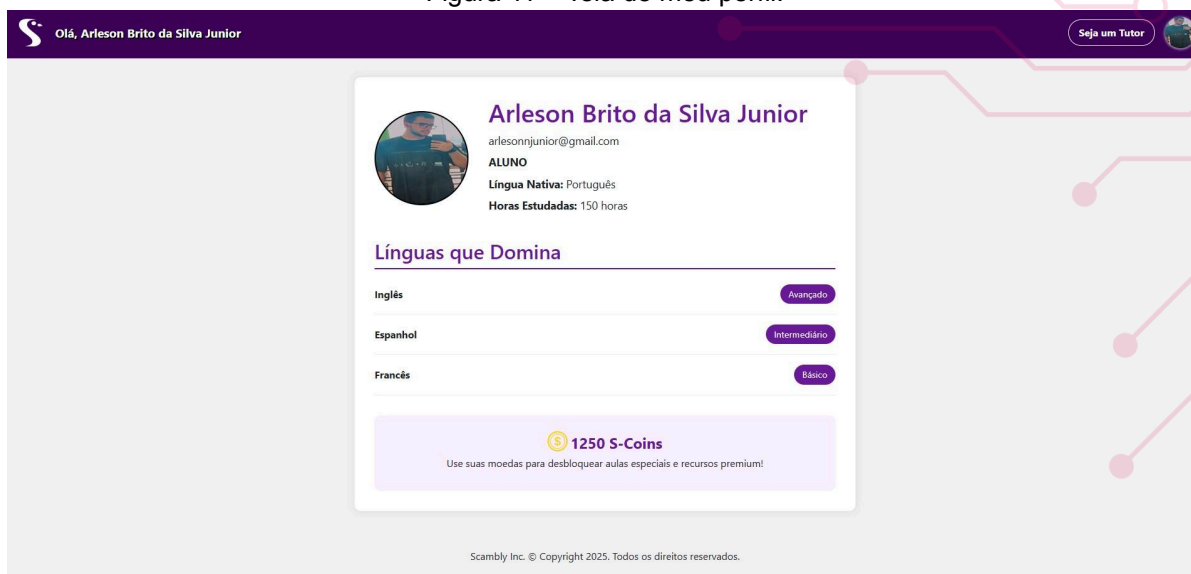 Olá, Arleson Brito da Silva Junior
Seja um Tutor
Arleson Brito da Silva Junior
arlesonnjunior@gmail.com
ALUNO
Língua Nativa: Português
Horas Estudadas: 150 horas
Línguas que Domina
Inglês Avançado
Espanhol Intermediário
Francês Básico
1250 S-Coins
Use suas moedas para desbloquear aulas especiais e recursos premium!
Scambly Inc. © Copyright 2025. Todos os direitos reservados.